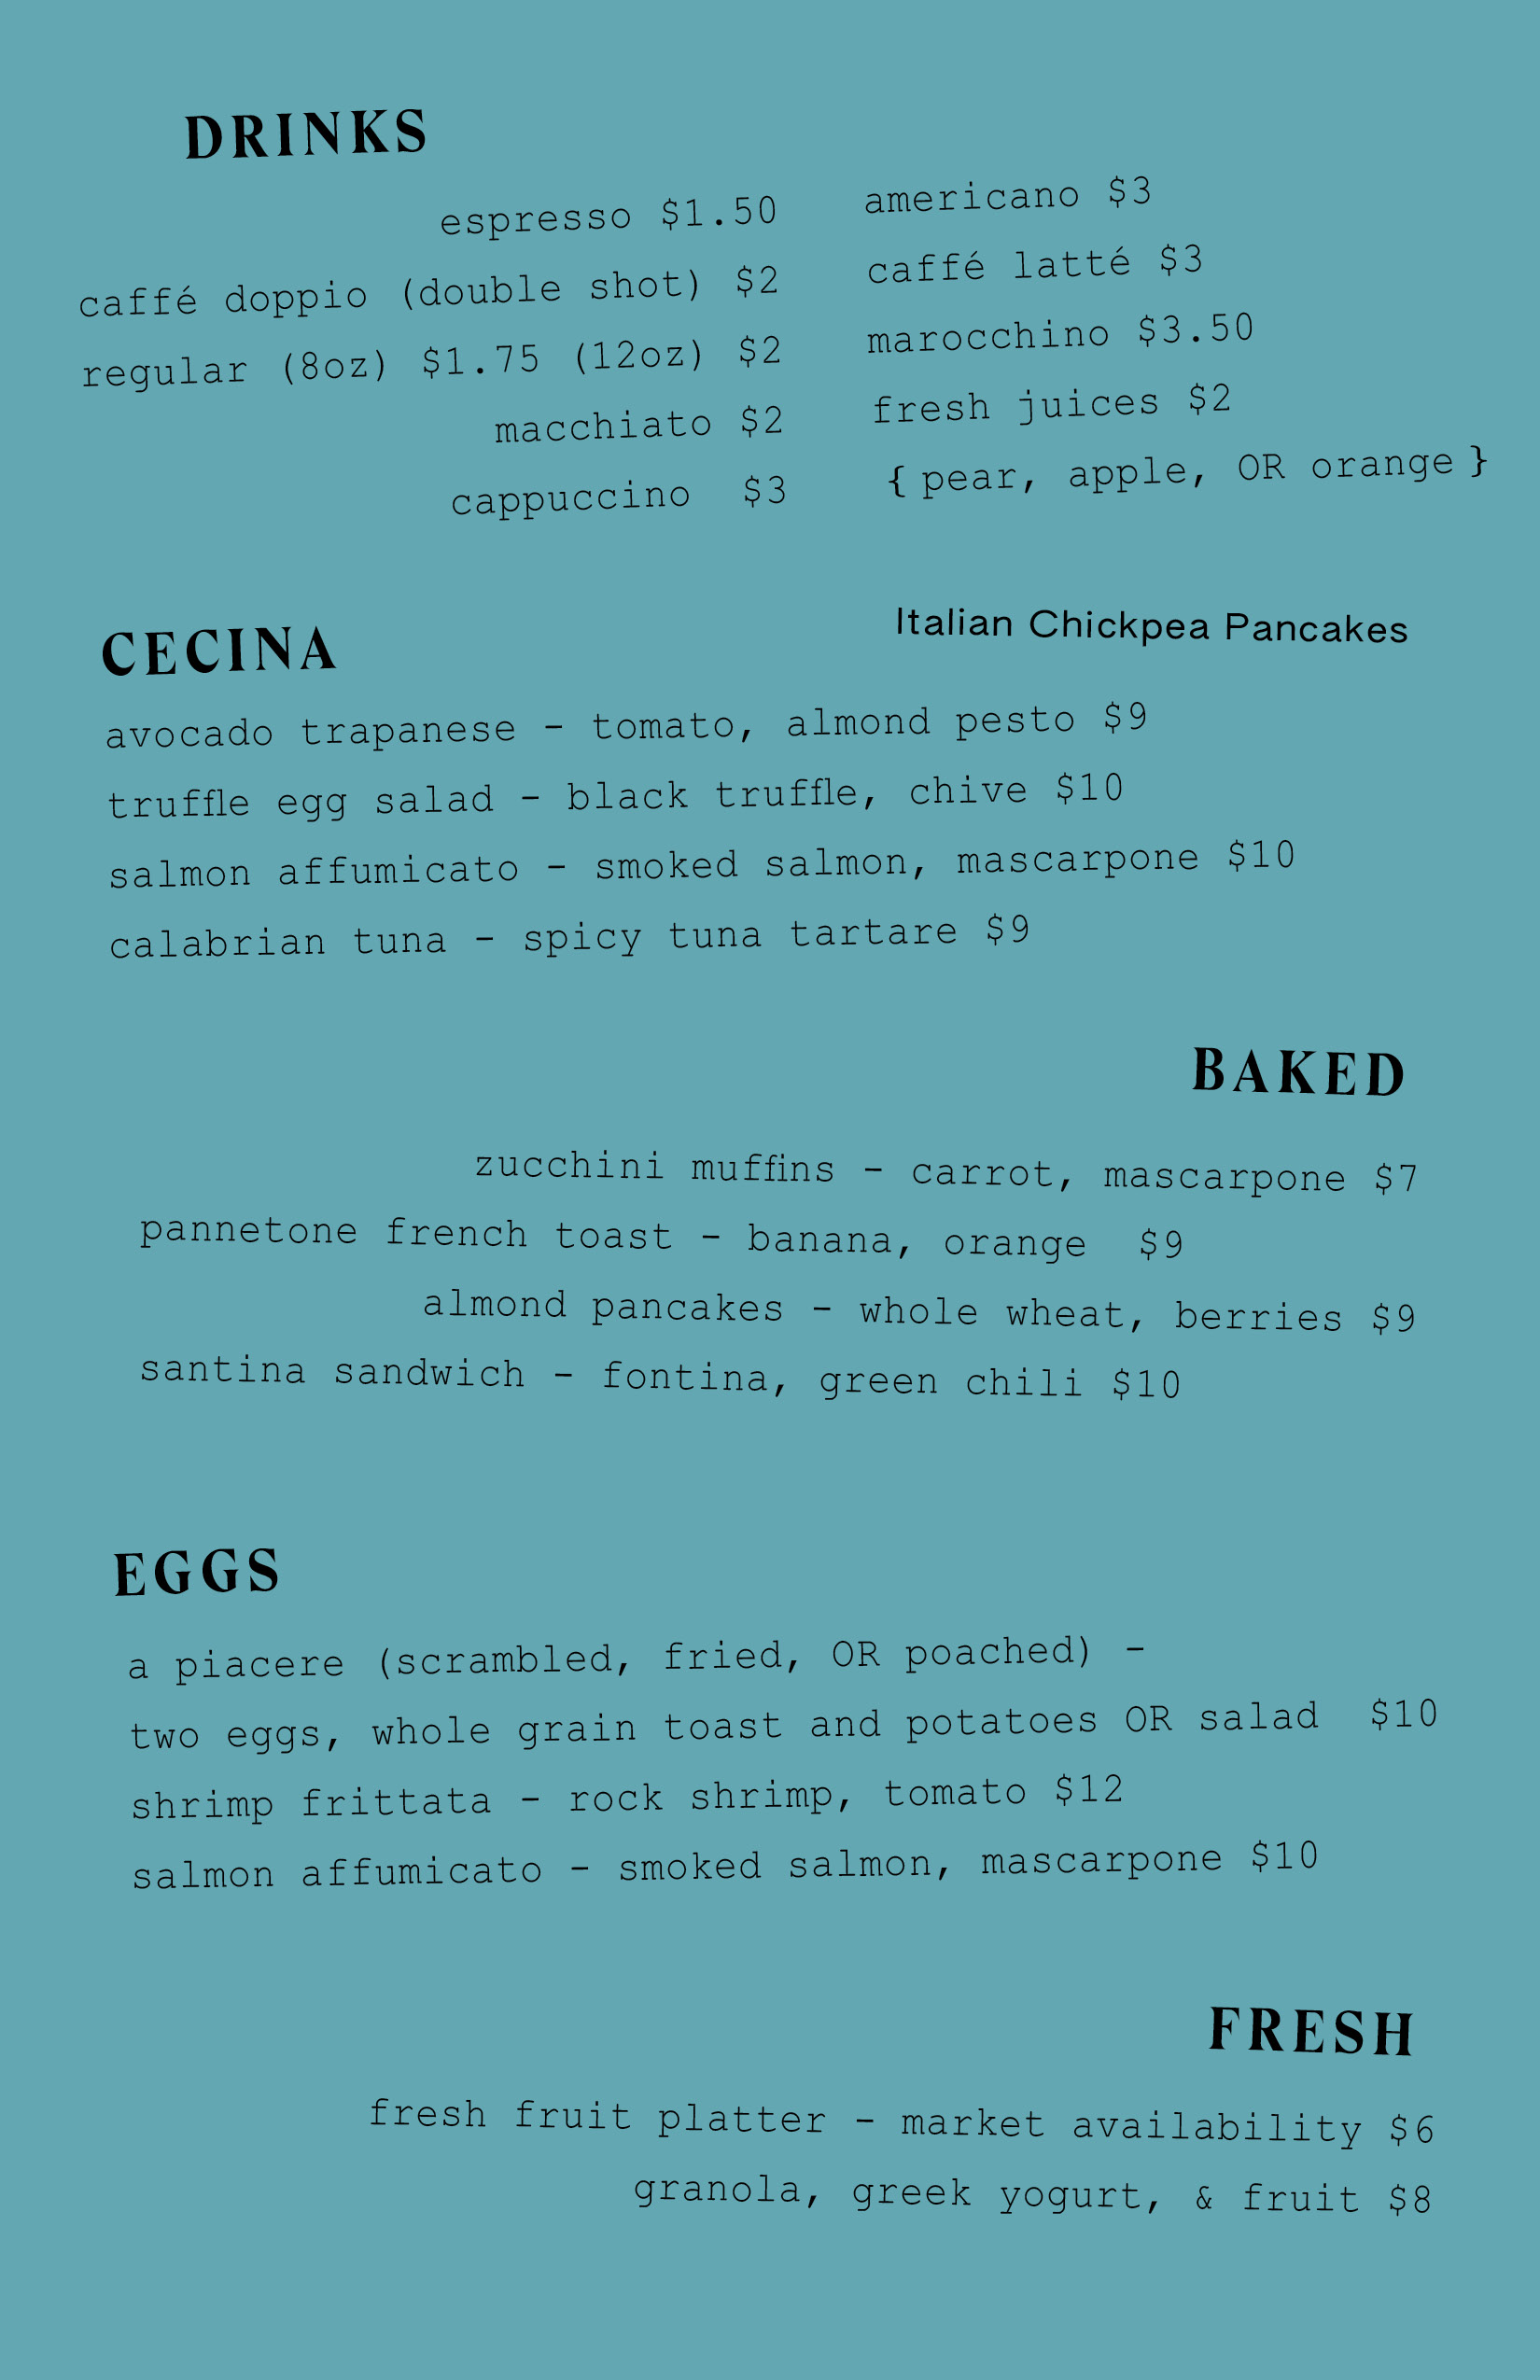 DRINKS
espresso $1.50
caffé doppio (double shot) $2
regular (8oz) $1.75 (12oz) $2
macchiato $2
cappuccino $3
americano $3
caffé latté $3
marocchino $3.50
fresh juices $2
{ pear, apple, OR orange }
CECINA
Italian Chickpea Pancakes
avocado trapanese - tomato, almond pesto $9
truffle egg salad - black truffle, chive $10
salmon affumicato - smoked salmon, mascarpone $10
calabrian tuna - spicy tuna tartare $9
BAKED
zucchini muffins - carrot, mascarpone $7
pannetone french toast - banana, orange $9
almond pancakes - whole wheat, berries $9
santina sandwich - fontina, green chili $10
EGGS
a piacere (scrambled, fried, OR poached) -
two eggs, whole grain toast and potatoes OR salad $10
shrimp frittata - rock shrimp, tomato $12
salmon affumicato - smoked salmon, mascarpone $10
FRESH
fresh fruit platter - market availability $6
granola, greek yogurt, & fruit $8